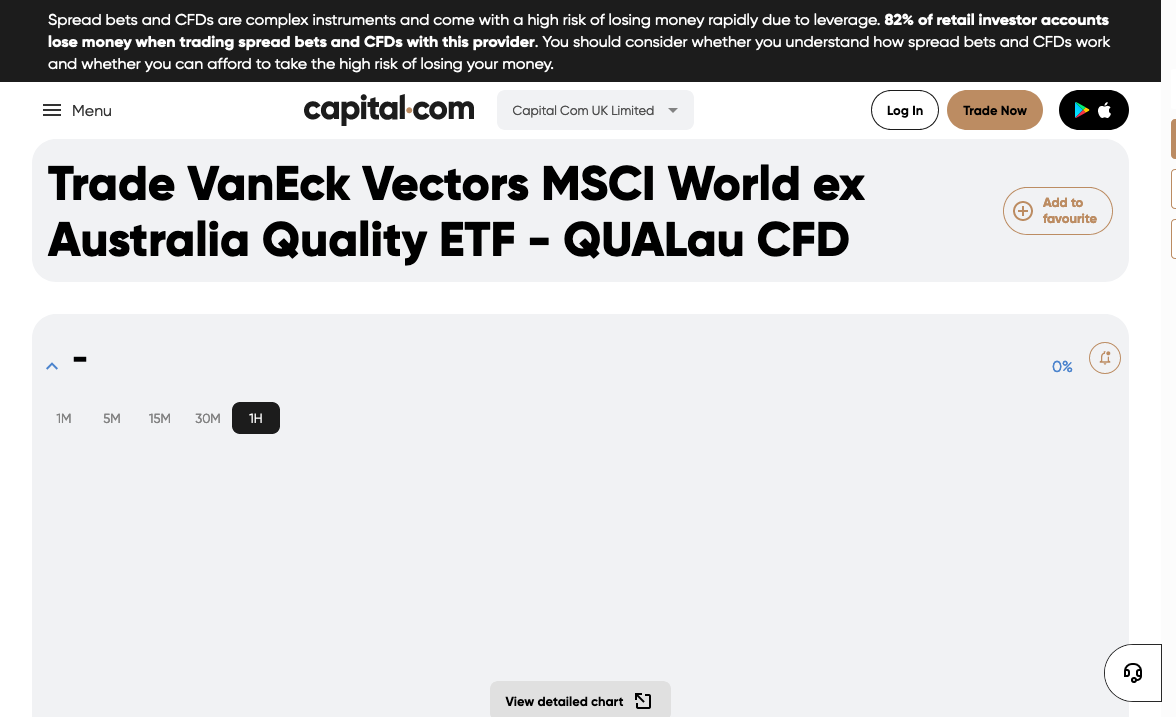 Spread bets and CFDs are complex instruments and come with a high risk of losing money rapidly due to leverage. 82% of retail investor accounts
lose money when trading spread bets and CFDs with this provider. You should consider whether you understand how spread bets and CFDs work
and whether you can afford to take the high risk of losing your money.
Menu
capital.com
Capital Com UK Limited
Log In
Trade Now
Trade VanEck Vectors MSCI World ex
Australia Quality ETF - QUALau CFD
Add to
favourite
-
0%
1M 5M 15M 30M 1H
View detailed chart